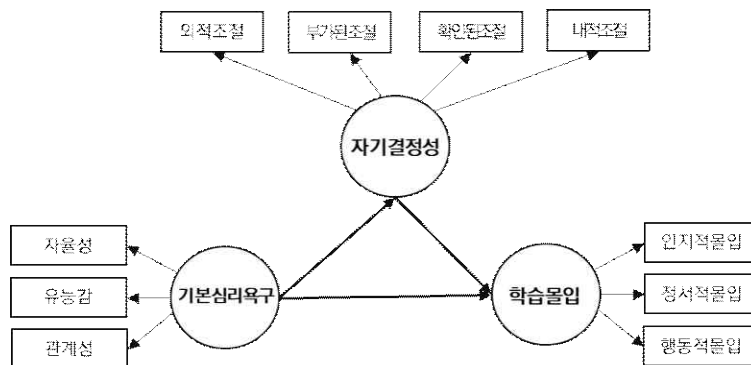 외적조절
부가된조절
확인된조절
내적조절
자기결정성
자율성
유능감
관계성
기본심리욕구
학습몰입
인지적몰입
정서적몰입
행동적몰입